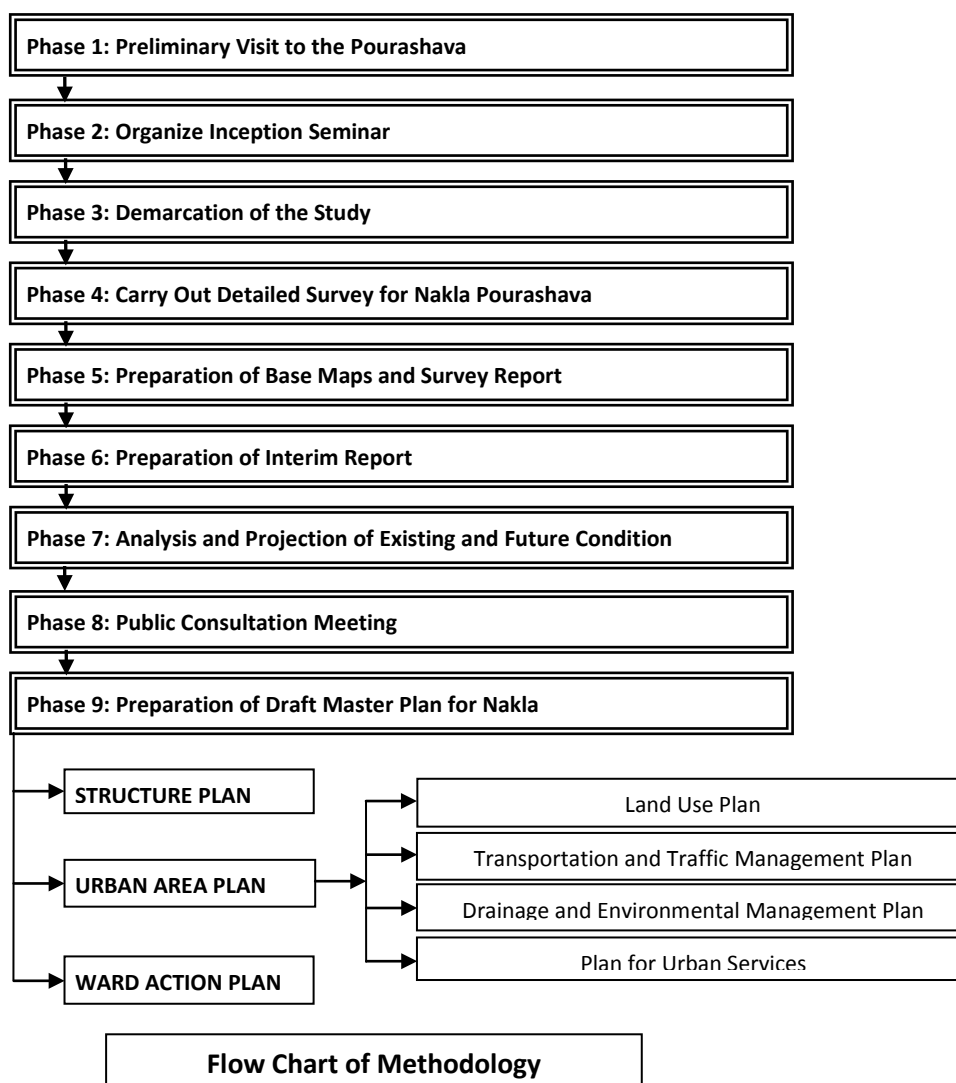 Phase 1: Preliminary Visit to the Pourashava
Phase 2: Organize Inception Seminar
Phase 3: Demarcation of the Study
Phase 4: Carry Out Detailed Survey for Nakla Pourashava
Phase 5: Preparation of Base Maps and Survey Report
Phase 6: Preparation of Interim Report
Phase 7: Analysis and Projection of Existing and Future Condition
Phase 8: Public Consultation Meeting
Phase 9: Preparation of Draft Master Plan for Nakla
STRUCTURE PLAN
URBAN AREA PLAN
WARD ACTION PLAN
Land Use Plan
Transportation and Traffic Management Plan
Drainage and Environmental Management Plan
Plan for Urban Services
Flow Chart of Methodology